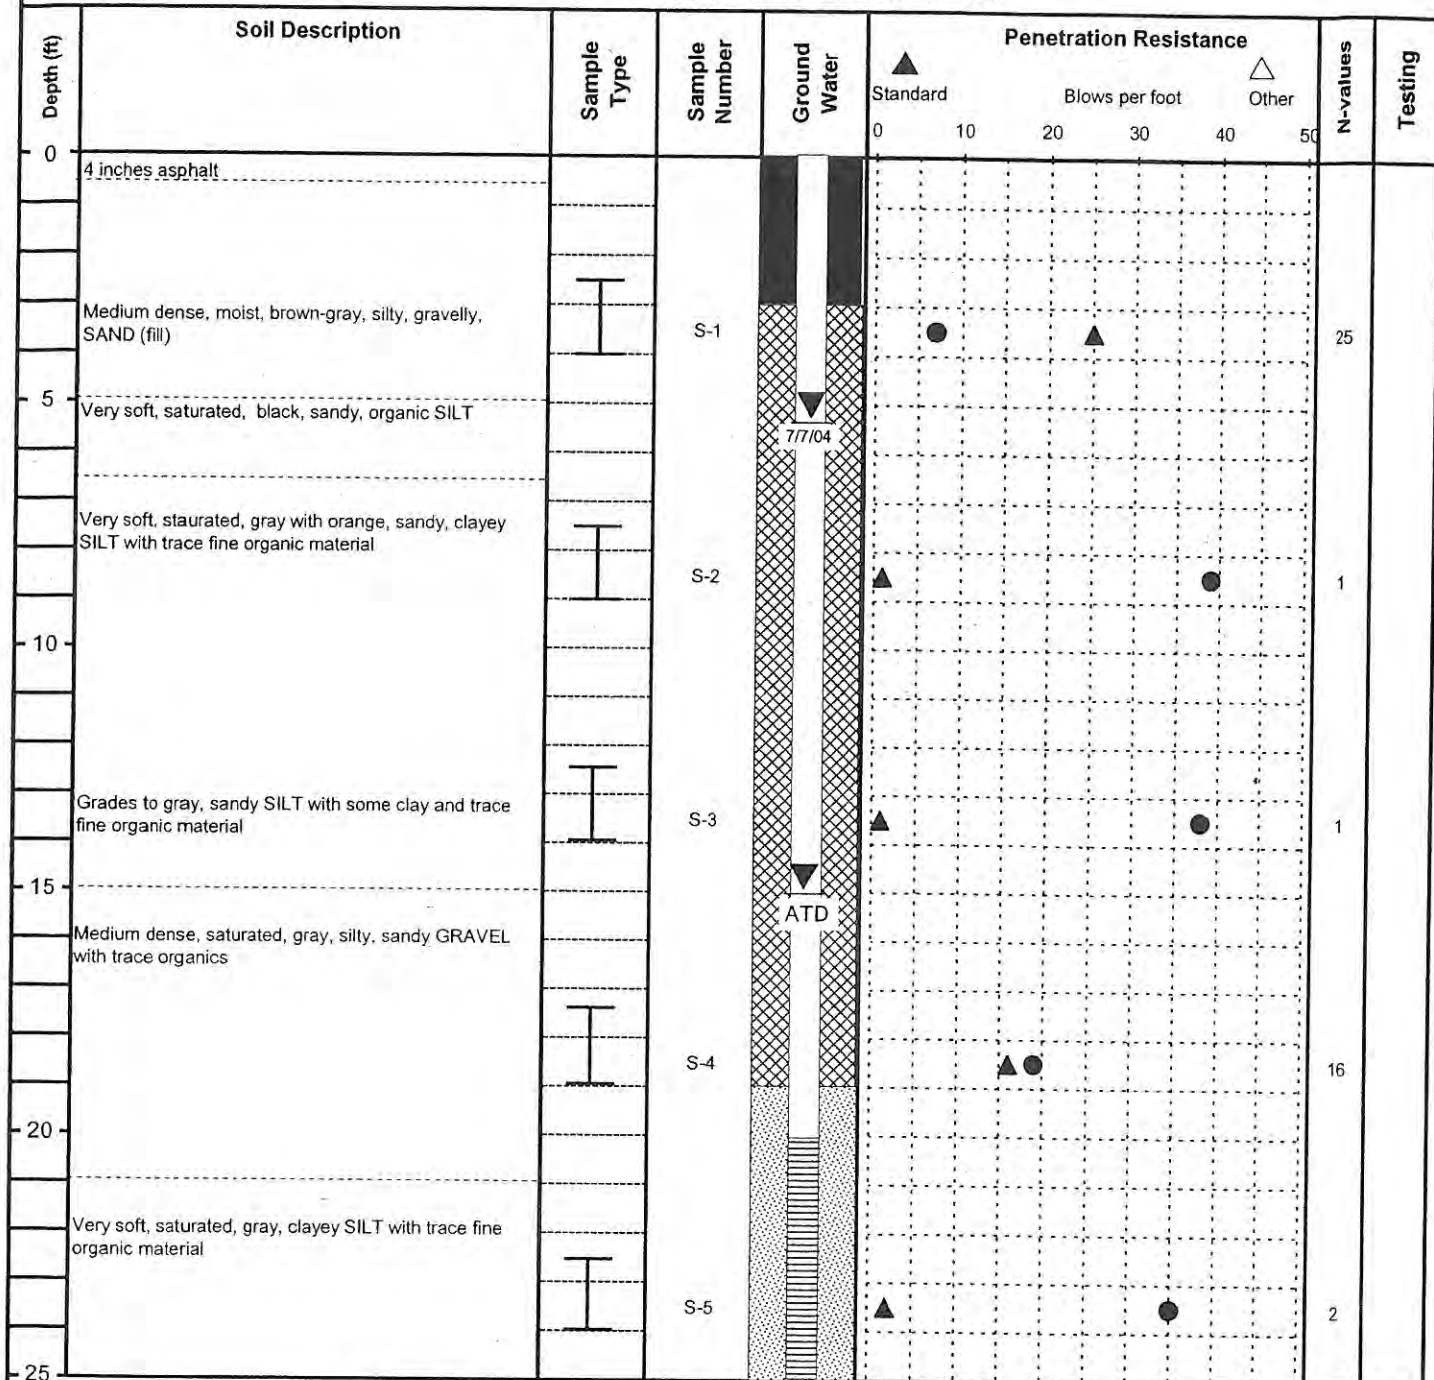 Depth (ft)
Soil Description
Sample Type
Sample Number
Ground Water
Penetration Resistance
Standard
Blows per foot
Other
0 10 20 30 40 50
N-values
Testing
0
4 inches asphalt
Medium dense, moist, brown-gray, silty, gravelly,
SAND (fill)
S-1
25
5
Very soft, saturated, black, sandy, organic SILT
7/7/04
Very soft, staurated, gray with orange, sandy, clayey
SILT with trace fine organic material
S-2
1
10
Grades to gray, sandy SILT with some clay and trace
fine organic material
S-3
1
15
ATD
Medium dense, saturated, gray, silty, sandy GRAVEL
with trace organics
S-4
16
20
Very soft, saturated, gray, clayey SILT with trace fine
organic material
S-5
2
25